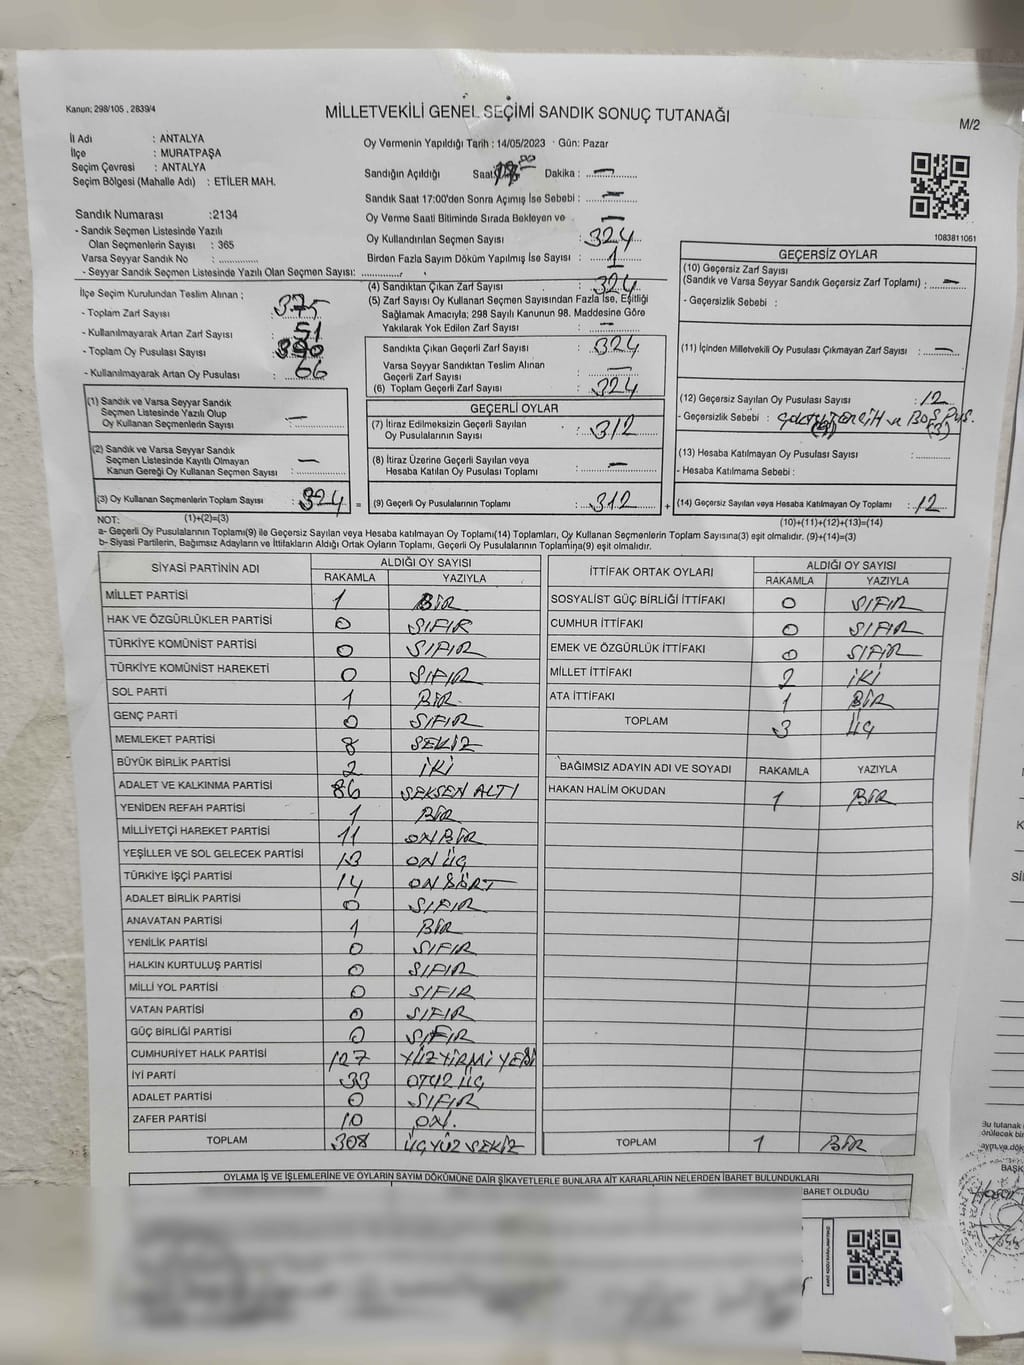 Kanun: 298/105 , 2839/4
MİLLETVEKİLİ GENEL SEÇİMİ SANDIK SONUÇ TUTANAĞI
M/2
İl Adı : ANTALYA
İlçe : MURATPAŞA
Seçim Çevresi : ANTALYA
Seçim Bölgesi (Mahalle Adı) : ETİLER MAH.
Sandık Numarası :2134
- Sandık Seçmen Listesinde Yazılı
Olan Seçmenlerin Sayısı : 365
Varsa Seyyar Sandık No :
- Seyyar Sandık Seçmen Listesinde Yazılı Olan Seçmen Sayısı:
Oy Vermenin Yapıldığı Tarih : 14/05/2023 · Gün: Pazar
Sandığın Açıldığı Saat: Dakika : —
Sandık Saat 17:00'den Sonra Açımış İse Sebebi : —
Oy Verme Saati Bitiminde Sırada Bekleyen ve —
Oy Kullandırılan Seçmen Sayısı : 324
Birden Fazla Sayım Döküm Yapılmış İse Sayısı : 1
1083811061
İlçe Seçim Kurulundan Teslim Alınan ;
- Toplam Zarf Sayısı : 375
- Kullanılmayarak Artan Zarf Sayısı : 51
- Toplam Oy Pusulası Sayısı : 390
- Kullanılmayarak Artan Oy Pusulası : 66
(4) Sandıktan Çıkan Zarf Sayısı : 324
(5) Zarf Sayısı Oy Kullanan Seçmen Sayısından Fazla İse, Eşitliği
Sağlamak Amacıyla; 298 Sayılı Kanunun 98. Maddesine Göre
Yakılarak Yok Edilen Zarf Sayısı : —
Sandıkta Çıkan Geçerli Zarf Sayısı : 324
Varsa Seyyar Sandıktan Teslim Alınan
Geçerli Zarf Sayısı : —
(6) Toplam Geçerli Zarf Sayısı : 324
GEÇERSİZ OYLAR
(10) Geçersiz Zarf Sayısı
(Sandık ve Varsa Seyyar Sandık Geçersiz Zarf Toplamı) : —
- Geçersizlik Sebebi :
(11) İçinden Milletvekili Oy Pusulası Çıkmayan Zarf Sayısı : —
(12) Geçersiz Sayılan Oy Pusulası Sayısı : 12
- Geçersizlik Sebebi : TERCİH ve BOŞ PUS.
(3)
(13) Hesaba Katılmayan Oy Pusulası Sayısı :
- Hesaba Katılmama Sebebi :
(14) Geçersiz Sayılan veya Hesaba Katılmayan Oy Toplamı : 12
(10)+(11)+(12)+(13)=(14)
(1) Sandık ve Varsa Seyyar Sandık
Seçmen Listesinde Yazılı Olup
Oy Kullanan Seçmenlerin Sayısı : —
(2) Sandık ve Varsa Seyyar Sandık
Seçmen Listesinde Kayıtlı Olmayan
Kanun Gereği Oy Kullanan Seçmen Sayısı : —
(3) Oy Kullanan Seçmenlerin Toplam Sayısı : 324 =
(1)+(2)=(3)
GEÇERLİ OYLAR
(7) İtiraz Edilmeksizin Geçerli Sayılan
Oy Pusulalarının Sayısı : 312
(8) İtiraz Üzerine Geçerli Sayılan veya
Hesaba Katılan Oy Pusulası Toplamı : —
(9) Geçerli Oy Pusulalarının Toplamı : 312 +
NOT:
a- Geçerli Oy Pusulalarının Toplamı(9) ile Geçersiz Sayılan veya Hesaba katılmayan Oy Toplamı(14) Toplamları, Oy Kullanan Seçmenlerin Toplam Sayısına(3) eşit olmalıdır. (9)+(14)=(3)
b- Siyasi Partilerin, Bağımsız Adayların ve İttifakların Aldığı Ortak Oyların Toplamı, Geçerli Oy Pusulalarının Toplamına(9) eşit olmalıdır.
SİYASİ PARTİNİN ADI ALDIĞI OY SAYISI
RAKAMLA YAZIYLA
MİLLET PARTİSİ 1 BİR
HAK VE ÖZGÜRLÜKLER PARTİSİ 0 SIFIR
TÜRKİYE KOMÜNİST PARTİSİ 0 SIFIR
TÜRKİYE KOMÜNİST HAREKETİ 0 SIFIR
SOL PARTİ 1 BİR
GENÇ PARTİ 0 SIFIR
MEMLEKET PARTİSİ 8 SEKİZ
BÜYÜK BİRLİK PARTİSİ 2 İKİ
ADALET VE KALKINMA PARTİSİ 86 SEKSEN ALTI
YENİDEN REFAH PARTİSİ 1 BİR
MİLLİYETÇİ HAREKET PARTİSİ 11 ONBİR
YEŞİLLER VE SOL GELECEK PARTİSİ 13 ON ÜÇ
TÜRKİYE İŞÇİ PARTİSİ 14 ON DÖRT
ADALET BİRLİK PARTİSİ 0 SIFIR
ANAVATAN PARTİSİ 1 BİR
YENİLİK PARTİSİ 0 SIFIR
HALKIN KURTULUŞ PARTİSİ 0 SIFIR
MİLLİ YOL PARTİSİ 0 SIFIR
VATAN PARTİSİ 0 SIFIR
GÜÇ BİRLİĞİ PARTİSİ 0 SIFIR
CUMHURİYET HALK PARTİSİ 127 YÜZ YİRMİ YEDİ
İYİ PARTİ 33 OTUZ ÜÇ
ADALET PARTİSİ 0 SIFIR
ZAFER PARTİSİ 10 ON.
TOPLAM 308 ÜÇYÜZ SEKİZ
İTTİFAK ORTAK OYLARI ALDIĞI OY SAYISI
RAKAMLA YAZIYLA
SOSYALİST GÜÇ BİRLİĞİ İTTİFAKI 0 SIFIR
CUMHUR İTTİFAKI 0 SIFIR
EMEK VE ÖZGÜRLÜK İTTİFAKI 0 SIFIR
MİLLET İTTİFAKI 2 İKİ
ATA İTTİFAKI 1 BİR
TOPLAM 3 ÜÇ
BAĞIMSIZ ADAYIN ADI VE SOYADI RAKAMLA YAZIYLA
HAKAN HALİM OKUDAN 1 BİR
TOPLAM 1 BİR
OYLAMA İŞ VE İŞLEMLERİNE VE OYLARIN SAYIM DÖKÜMÜNE DAİR ŞİKAYETLERLE BUNLARA AİT KARARLARIN NELERDEN İBARET BULUNDUKLARI
BARET OLDUĞU
Bu tutanak